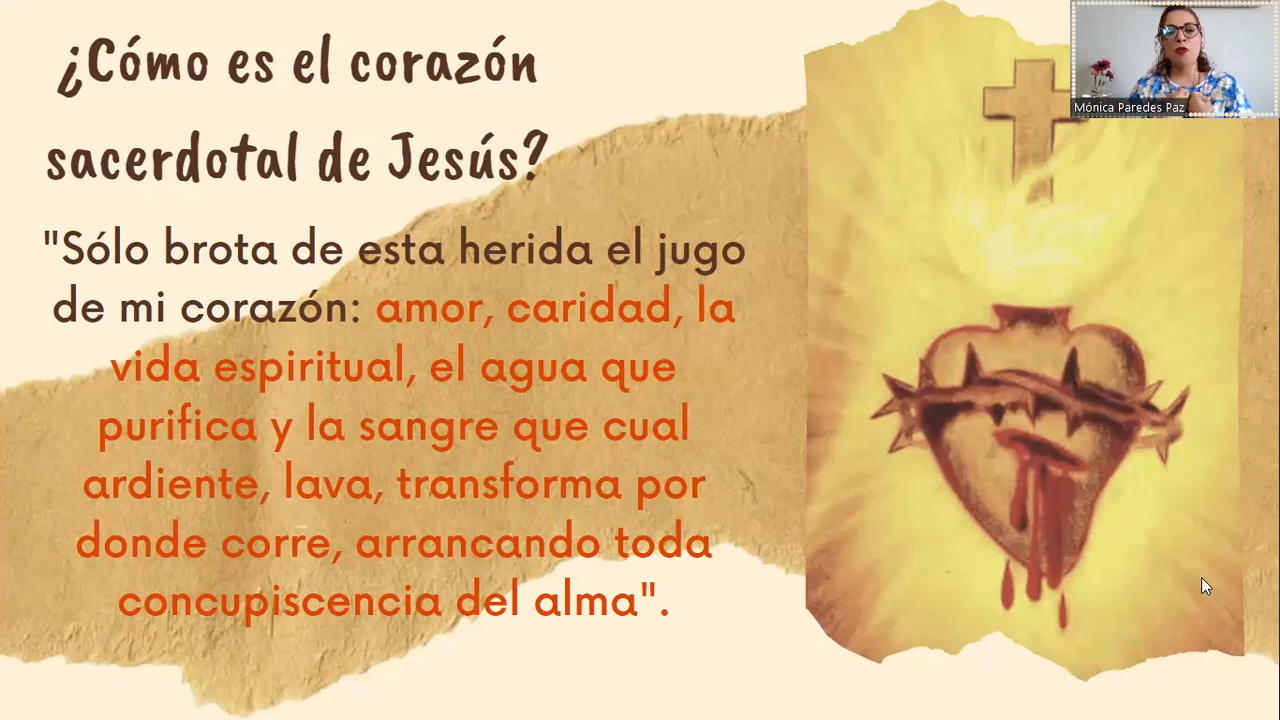 ¿Cómo es el corazón
sacerdotal de Jesús?
"Sólo brota de esta herida el jugo
de mi corazón: amor, caridad, la
vida espiritual, el agua que
purifica y la sangre que cual
ardiente, lava, transforma por
donde corre, arrancando toda
concupiscencia del alma".
Mónica Paredes Paz